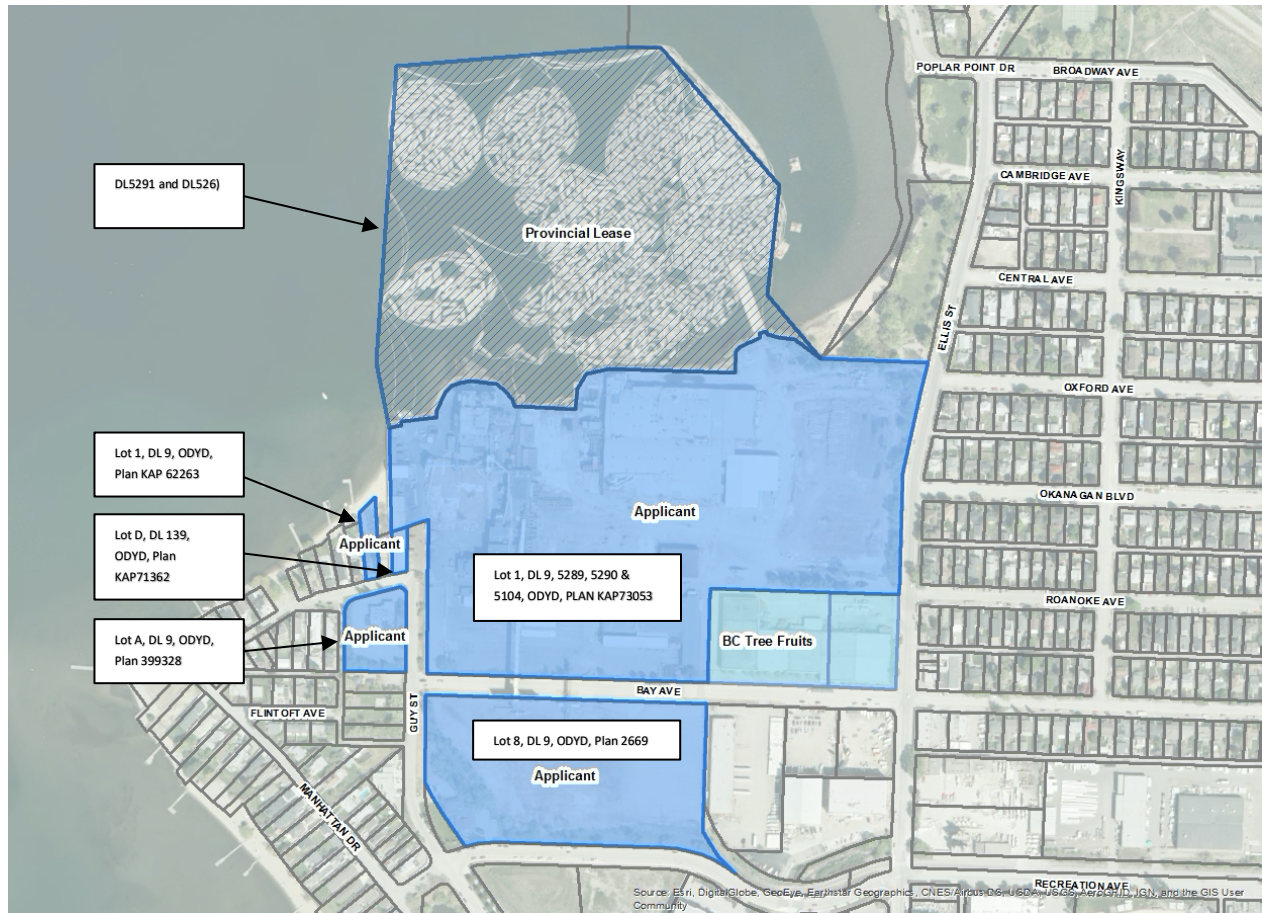 POPLAR POINT DR
BROADWAY AVE
DL5291 and DL526)
CAMBRIDGE AVE
KINGSWAY
Provincial Lease
CENTRAL AVE
ELLIS ST
OXFORD AVE
Lot 1, DL 9, ODYD,
Plan KAP 62263
OKANAGAN BLVD
Applicant
Lot D, DL 139,
ODYD, Plan
KAP71362
Applicant
Lot 1, DL 9, 5289, 5290 &
5104, ODYD, PLAN KAP73053
ROANOKE AVE
Lot A, DL 9, ODYD,
Plan 399328
Applicant
BC Tree Fruits
BAY AVE
FLINTOFT AVE
GUY ST
Lot 8, DL 9, ODYD, Plan 2669
Applicant
MANHATTAN DR
RECREATION AVE
Source: Esri, DigitalGlobe, GeoEye, Earthstar Geographics, CNES/Airbus DS, USDA, USGS, AeroGRID, IGN, and the GIS User
Community